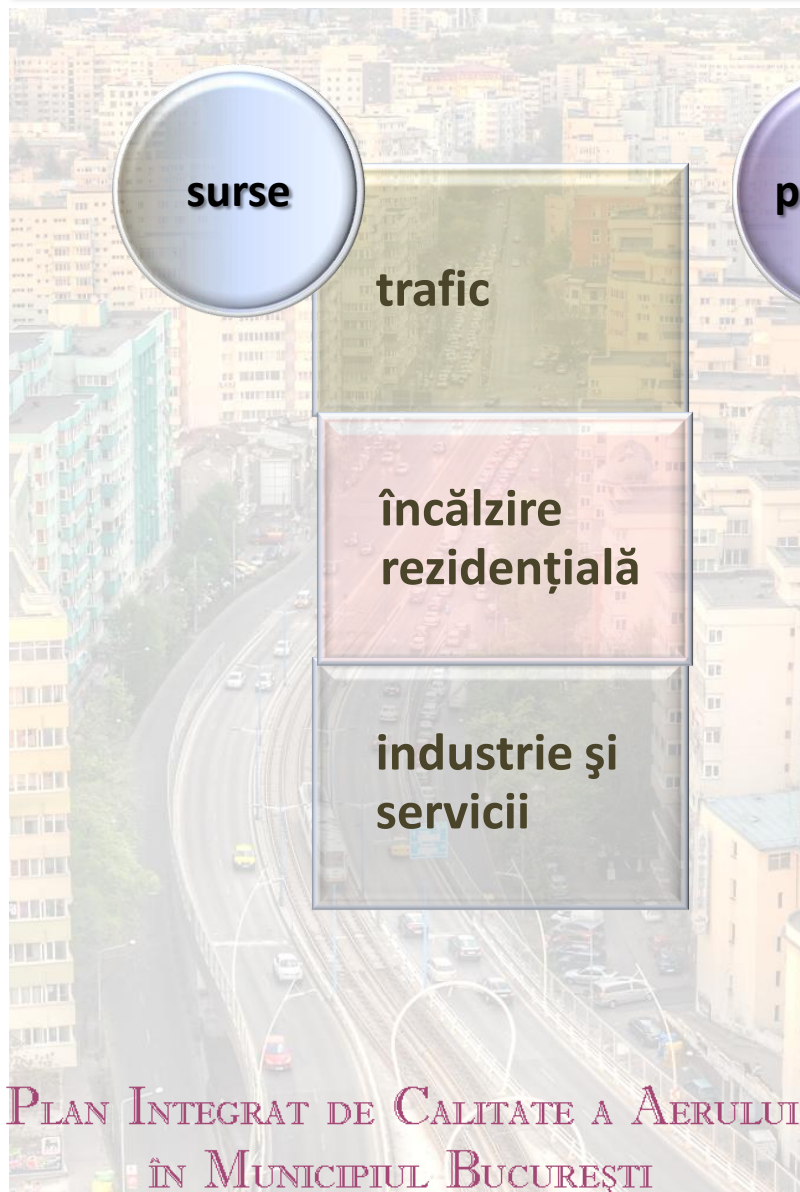 surse
p
trafic
încălzire
rezidențială
industrie şi
servicii
PLAN INTEGRAT DE CALITATE A AERULUI
ÎN MUNICIPIUL BUCUREŞTI